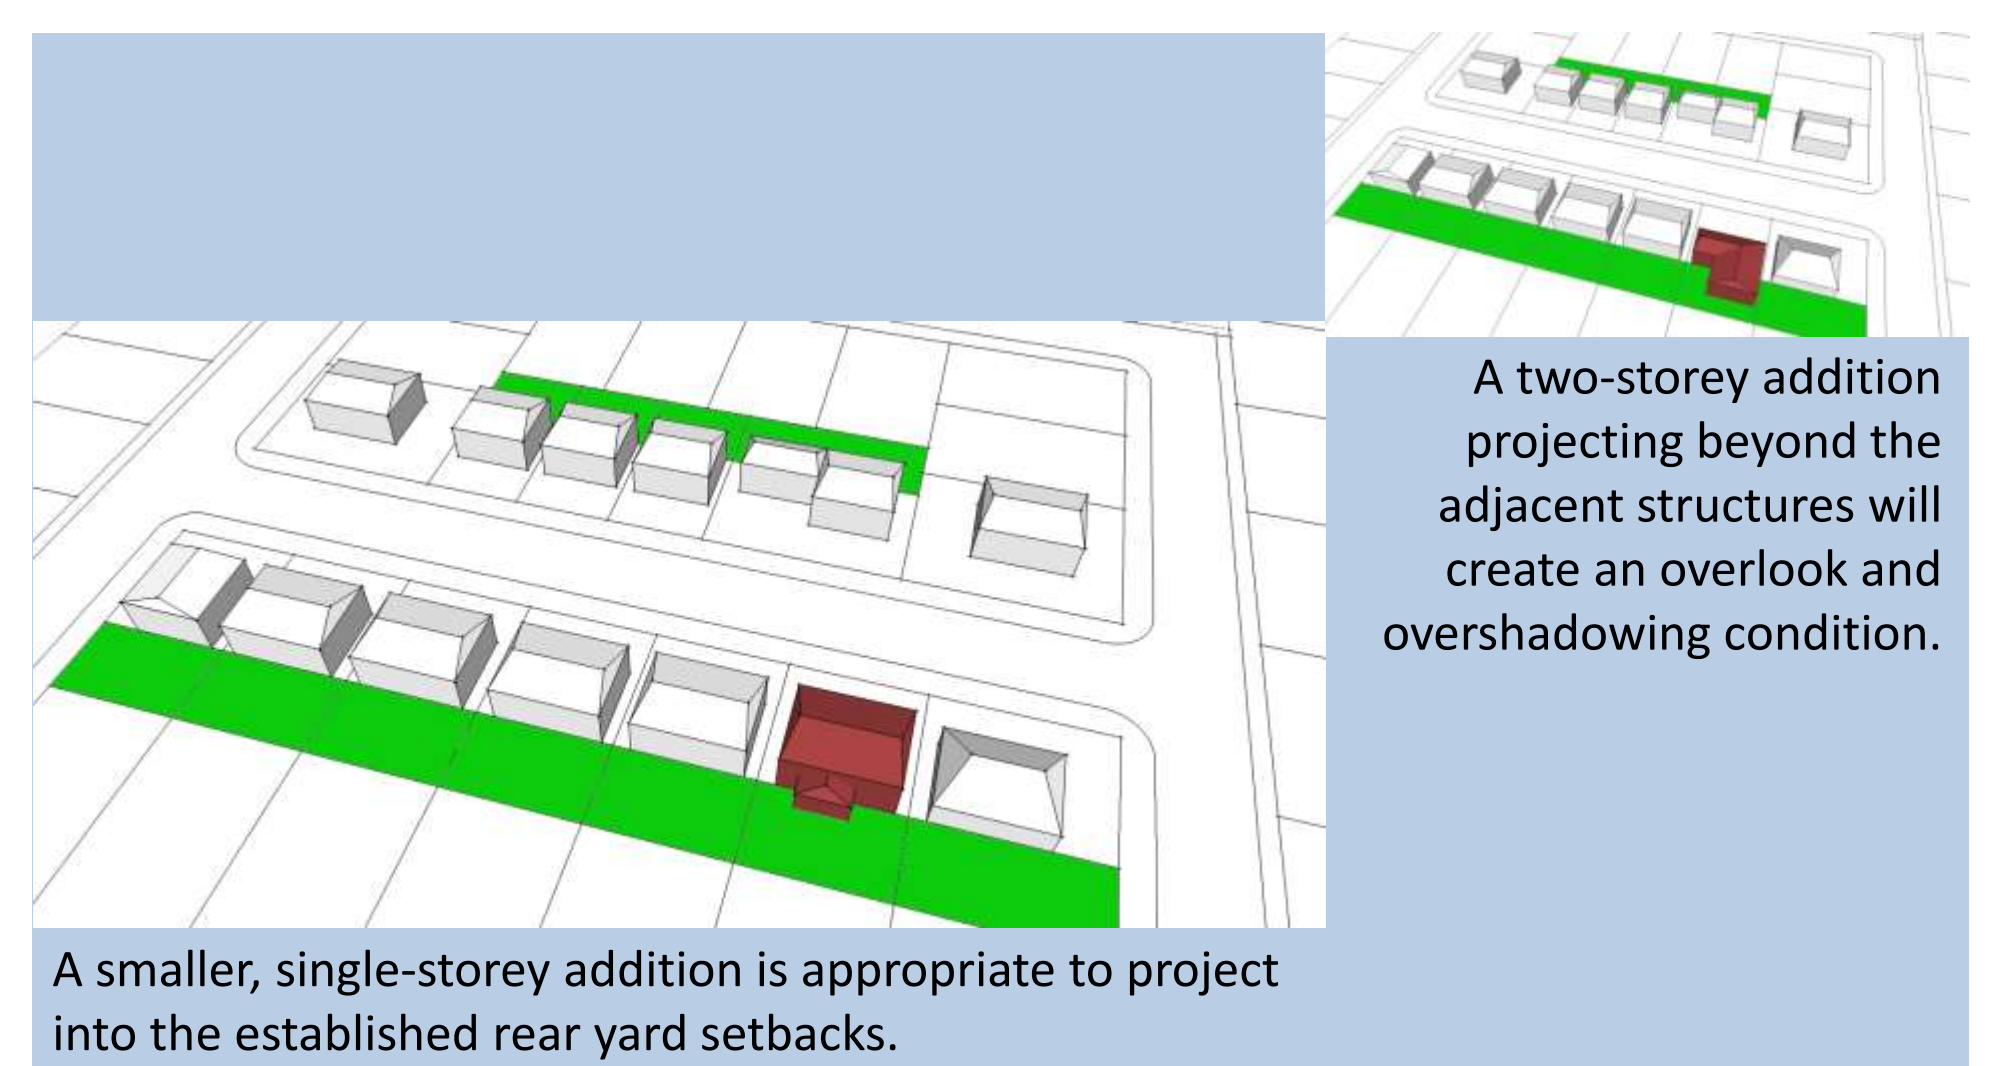 A two-storey addition
projecting beyond the
adjacent structures will
create an overlook and
overshadowing condition.
A smaller, single-storey addition is appropriate to project
into the established rear yard setbacks.